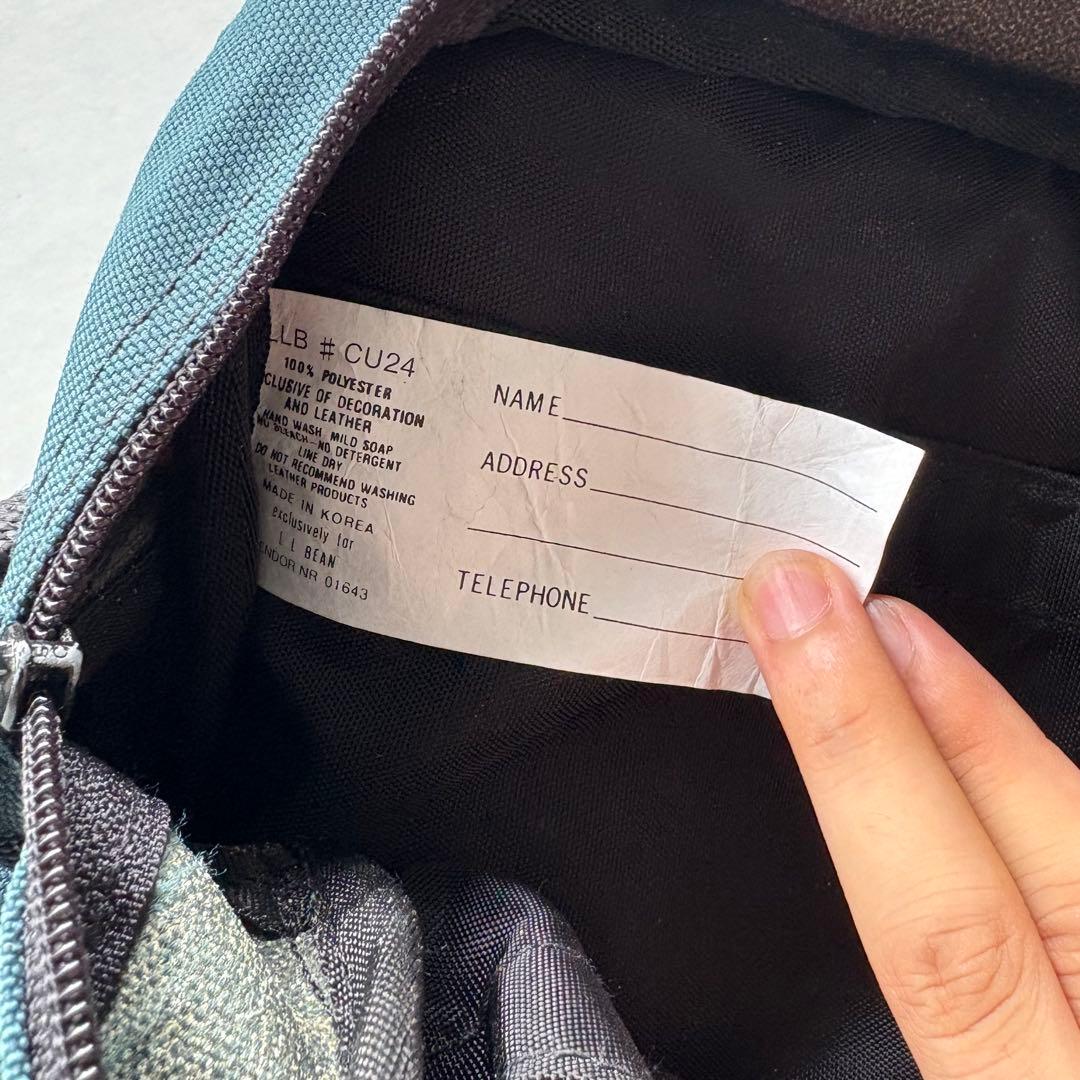 LLB # CU24
100% POLYESTER
CLUSIVE OF DECORATION
AND LEATHER
HAND WASH MILD SOAP
NO BLEACH-NO DETERGENT
LINE DRY
DO NOT RECOMMEND WASHING
LEATHER PRODUCTS
MADE IN KOREA
exclusively for
L L BEAN
ENDOR NR 01643
NAME
ADDRESS
TELEPHONE